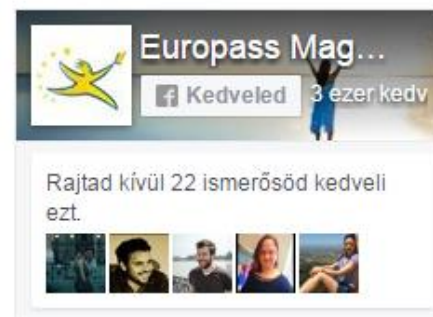 Europass Mag...
Kedveled
3 ezer kedv
Rajtad kívül 22 ismerősöd kedveli
ezt.